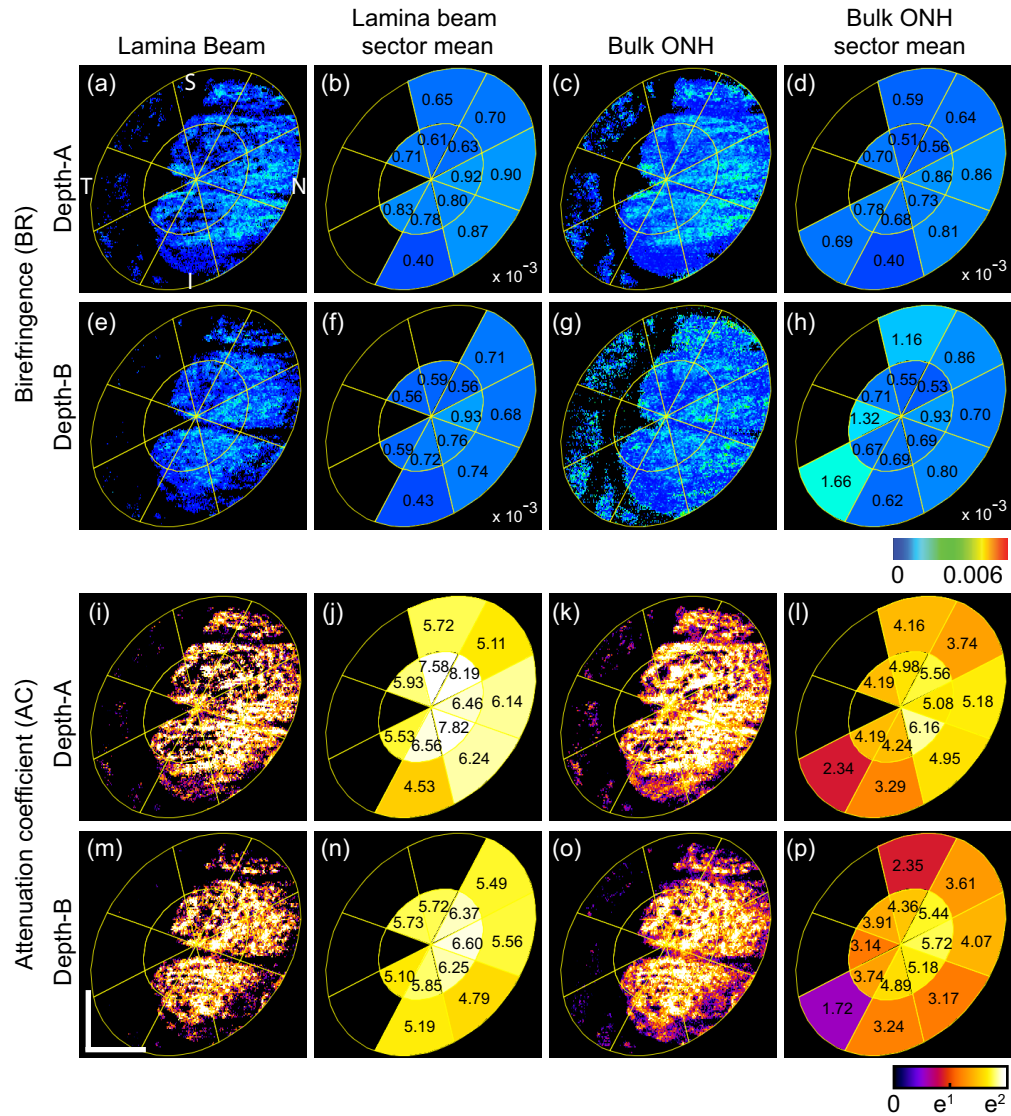 Lamina Beam
Lamina beam
sector mean
Bulk ONH
Bulk ONH
sector mean
Birefringence (BR)
Depth-A
(a)
S
T
N
I
(b)
0.65
0.70
0.61
0.63
0.71
0.92
0.90
0.83
0.80
0.78
0.87
0.40
x 10⁻³
(c)
(d)
0.59
0.64
0.51
0.56
0.70
0.86
0.86
0.78
0.73
0.68
0.81
0.69
0.40
x 10⁻³
Depth-B
(e)
(f)
0.71
0.59
0.56
0.56
0.93
0.68
0.59
0.76
0.72
0.74
0.43
x 10⁻³
(g)
(h)
1.16
0.86
0.55
0.53
0.71
1.32
0.93
0.70
0.67
0.69
0.69
0.80
1.66
0.62
x 10⁻³
0
0.006
Attenuation coefficient (AC)
Depth-A
(i)
(j)
5.72
5.11
7.58
8.19
5.93
6.46
6.14
5.53
7.82
6.56
6.24
4.53
(k)
(l)
4.16
3.74
4.98
5.56
4.19
5.08
5.18
4.19
6.16
4.24
4.95
2.34
3.29
Depth-B
(m)
(n)
5.49
5.72
6.37
5.73
6.60
5.56
5.10
6.25
5.85
4.79
5.19
(o)
(p)
2.35
3.61
4.36
5.44
3.91
3.14
5.72
4.07
3.74
5.18
4.89
3.17
1.72
3.24
0
e¹
e²